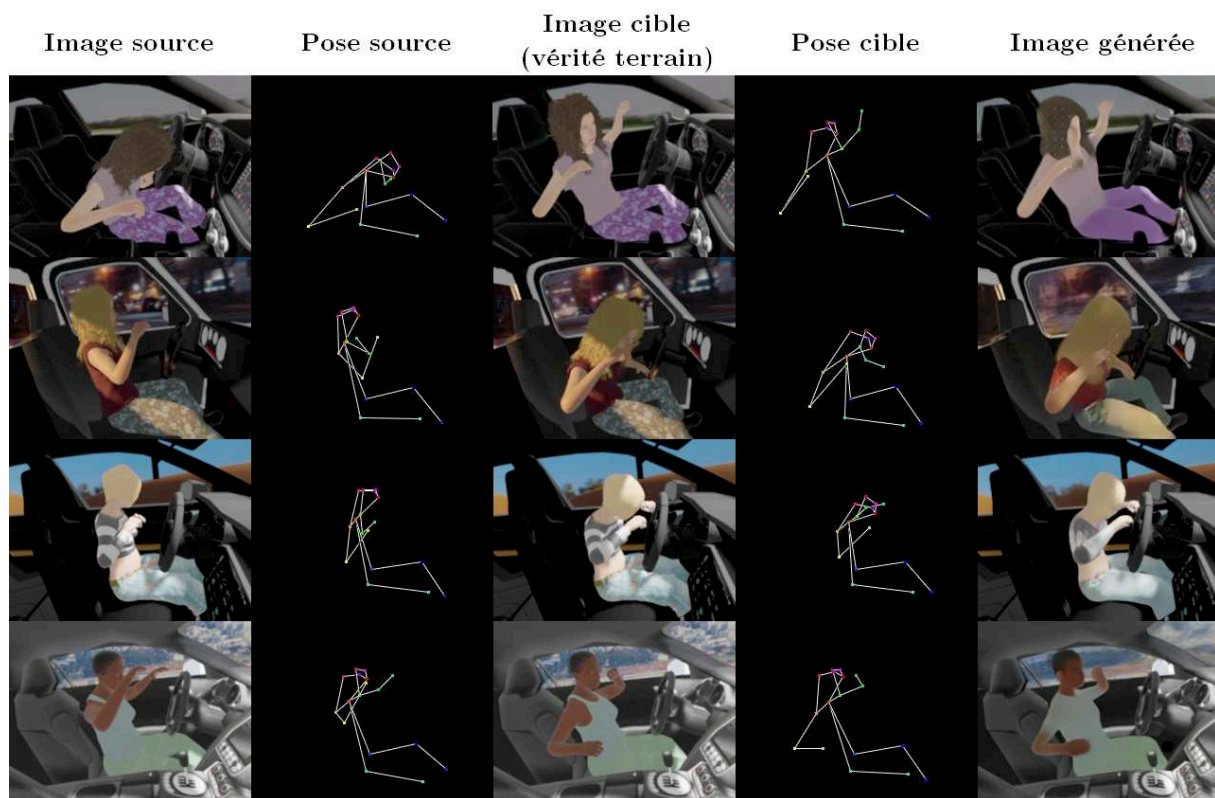 Image source
Pose source
Image cible
(vérité terrain)
Pose cible
Image générée